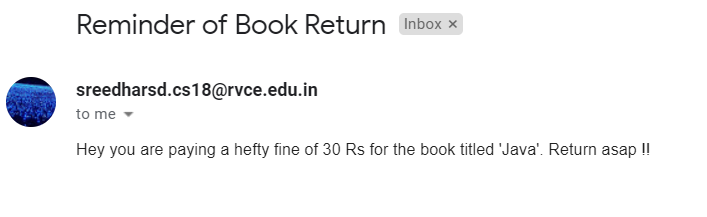 Reminder of Book Return Inbox ×
sreedharsd.cs18@rvce.edu.in
to me
Hey you are paying a hefty fine of 30 Rs for the book titled 'Java'. Return asap !!